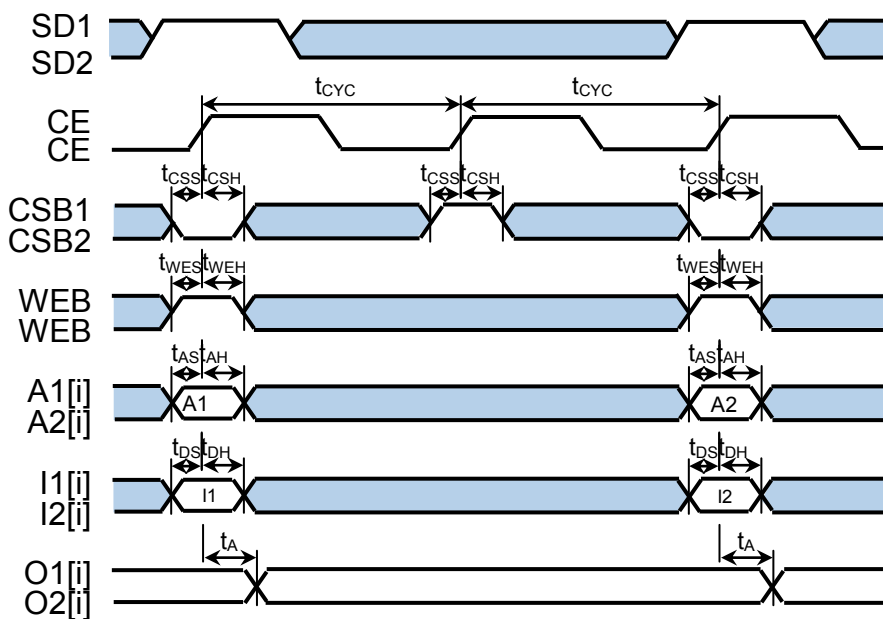 SD1
SD2
tCYC tCYC
CE
CE
tCSS tCSH tCSS tCSH tCSS tCSH
CSB1
CSB2
tWES tWEH tWES tWEH
WEB
WEB
tAS tAH tAS tAH
A1[i] A1 A2
A2[i]
tDS tDH tDS tDH
I1[i] I1 I2
I2[i]
tA tA
O1[i]
O2[i]